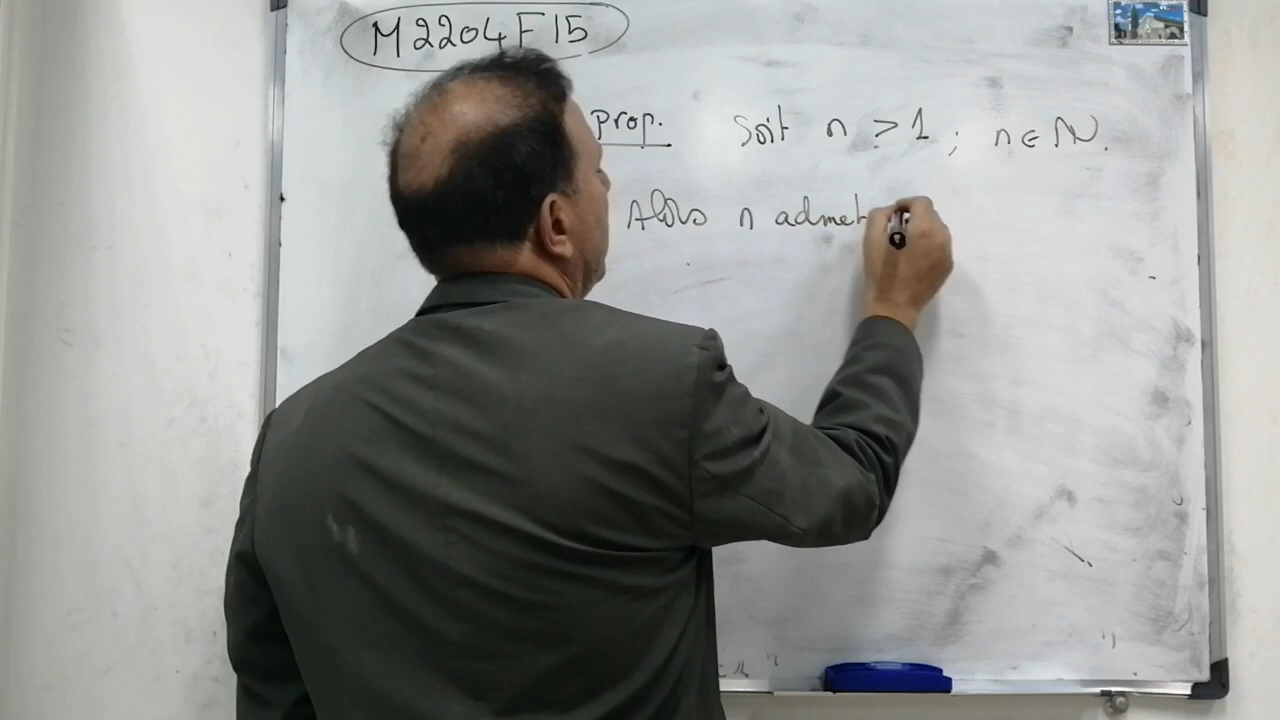 M2204F15
prop. Soit n > 1 ; n ∈ ℕ.
Alors n admet